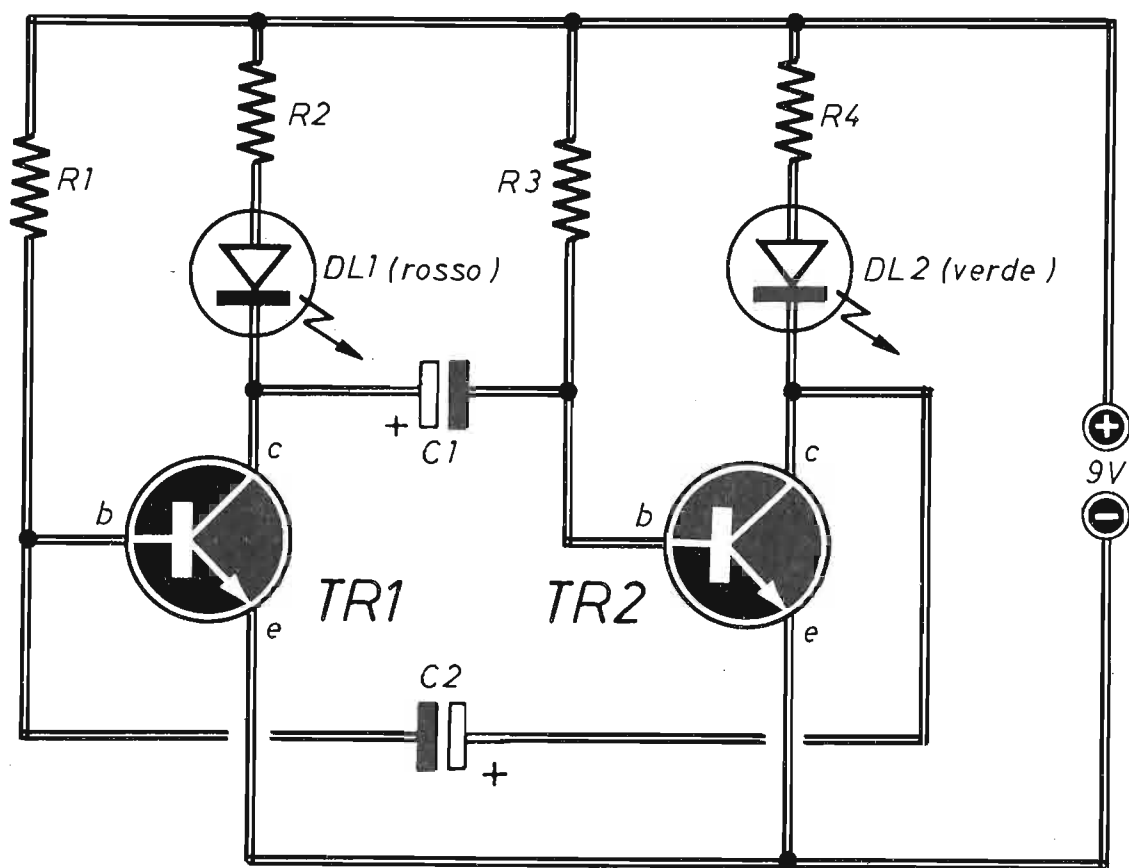 R2
R4
R1
R3
DL1 (rosso)
DL2 (verde)
+
C1
c
c
+
9V
-
b
b
TR1
TR2
e
e
C2
+